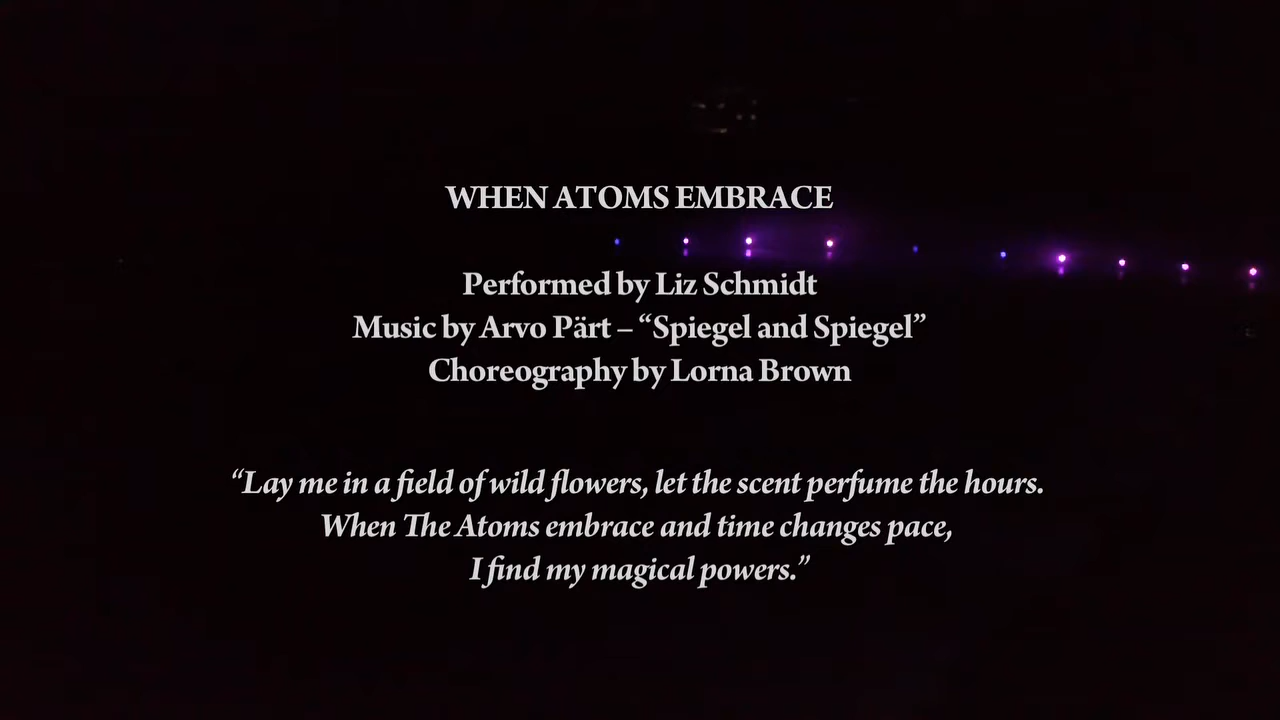 WHEN ATOMS EMBRACE
Performed by Liz Schmidt
Music by Arvo Pärt – “Spiegel and Spiegel”
Choreography by Lorna Brown
“Lay me in a field of wild flowers, let the scent perfume the hours.
When The Atoms embrace and time changes pace,
I find my magical powers.”